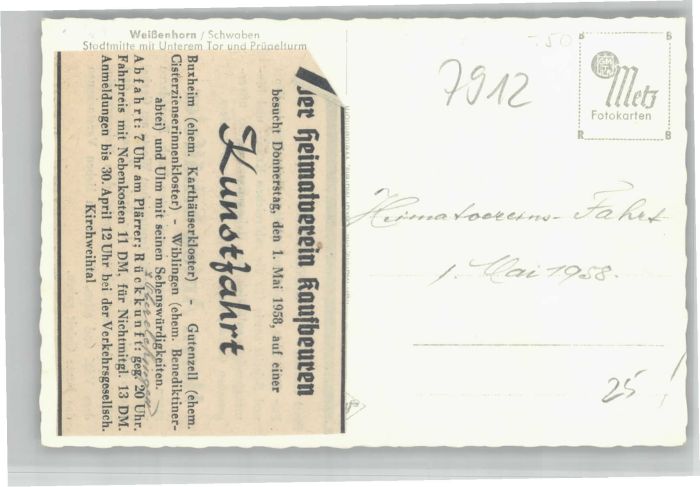 Weißenhorn / Schwaben
Stadtmitte mit Unterem Tor und Prügelturm
Der Heimatverein Kaufbeuren
besucht Donnerstag, den 1. Mai 1958, auf einer
Kunstfahrt
Buxheim (ehem. Karthäuserkloster) - Gutenzell (ehem.
Cisterzienserinnenkloster) - Wiblingen (ehem. Benediktiner-
abtei) und Ulm mit seinen Sehenswürdigkeiten.
Abfahrt: 7 Uhr am Plärrer; Rückkunft: geg. 20 Uhr.
Fahrpreis mit Nebenkosten 11 DM, für Nichtmitgl. 13 DM.
Anmeldungen bis 30. April 12 Uhr bei der Verkehrsgesellsch.
Kirchweihtal
7912
Metz
Fotokarten
Heimatvereins-Fahrt
1. Mai 1958.
25